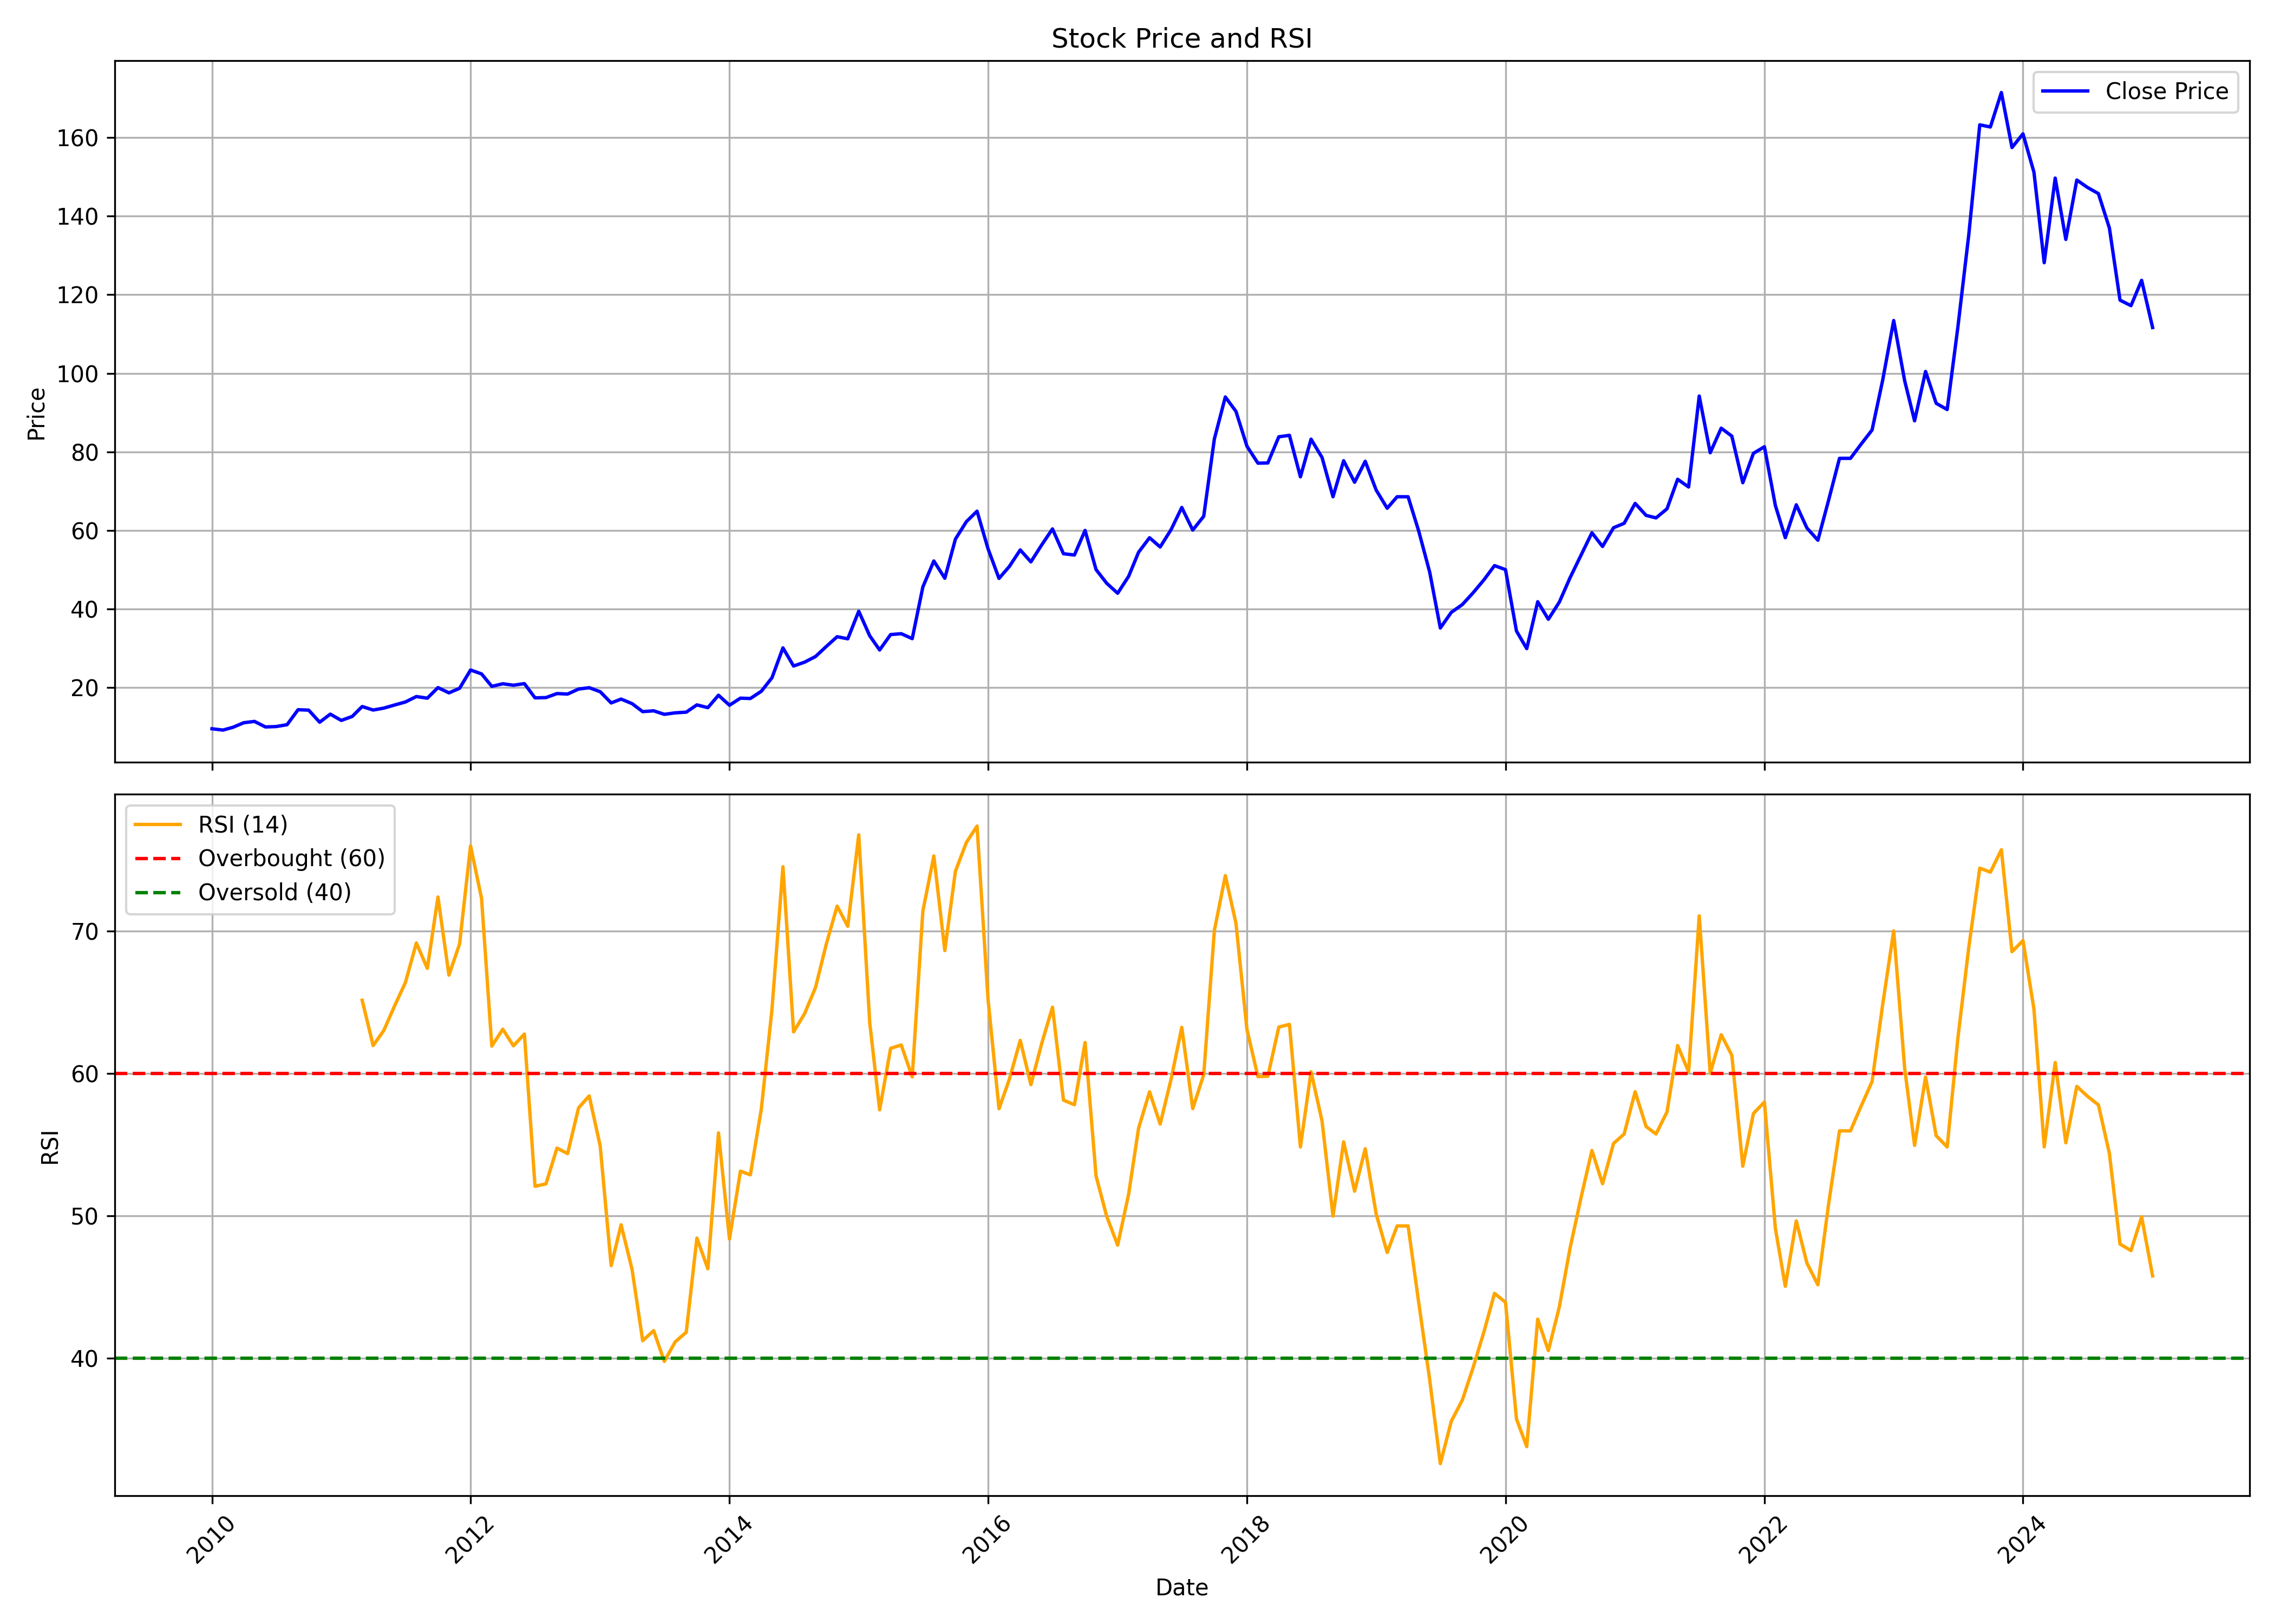 Stock Price and RSI
Close Price
160
140
120
100
80
60
40
20
Price
RSI (14)
Overbought (60)
Oversold (40)
70
60
50
40
RSI
2010 2012 2014 2016 2018 2020 2022 2024
Date